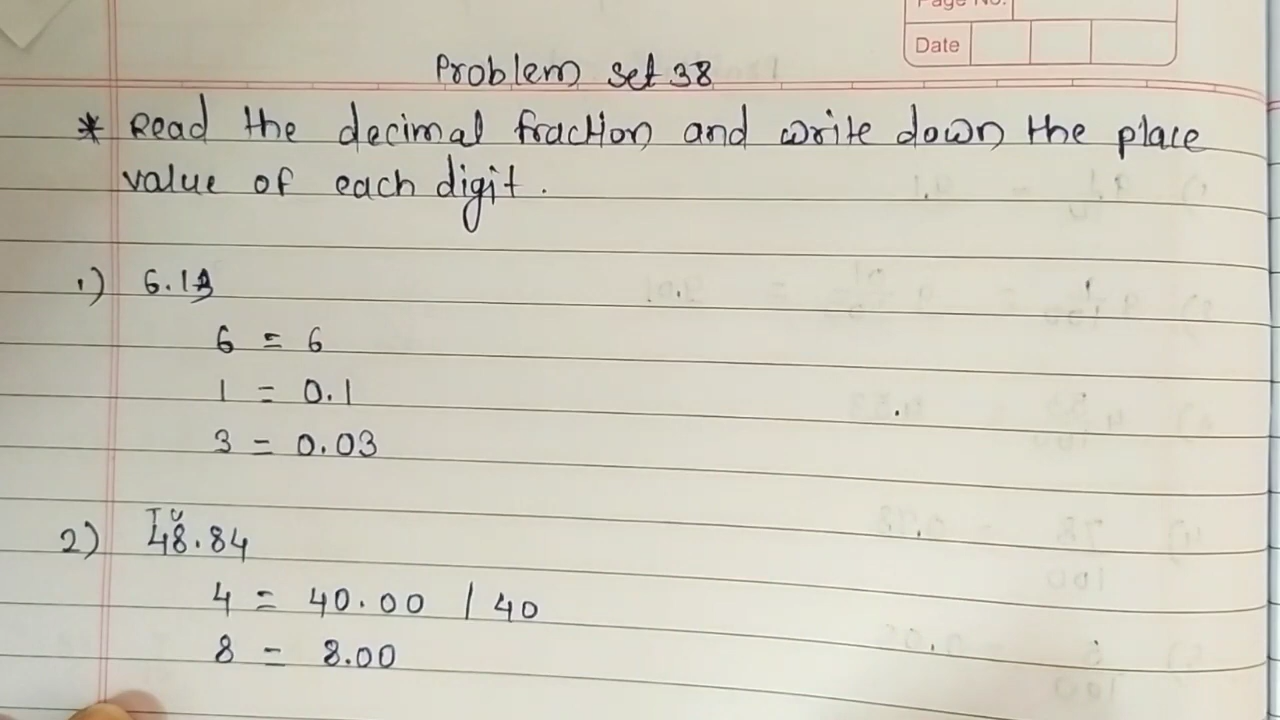 Page No.
Date
Problem set 38
* Read the decimal fraction and write down the place
value of each digit.
1) 6.13
6 = 6
1 = 0.1
3 = 0.03
T U
2) 48.84
4 = 40.00 / 40
8 = 8.00